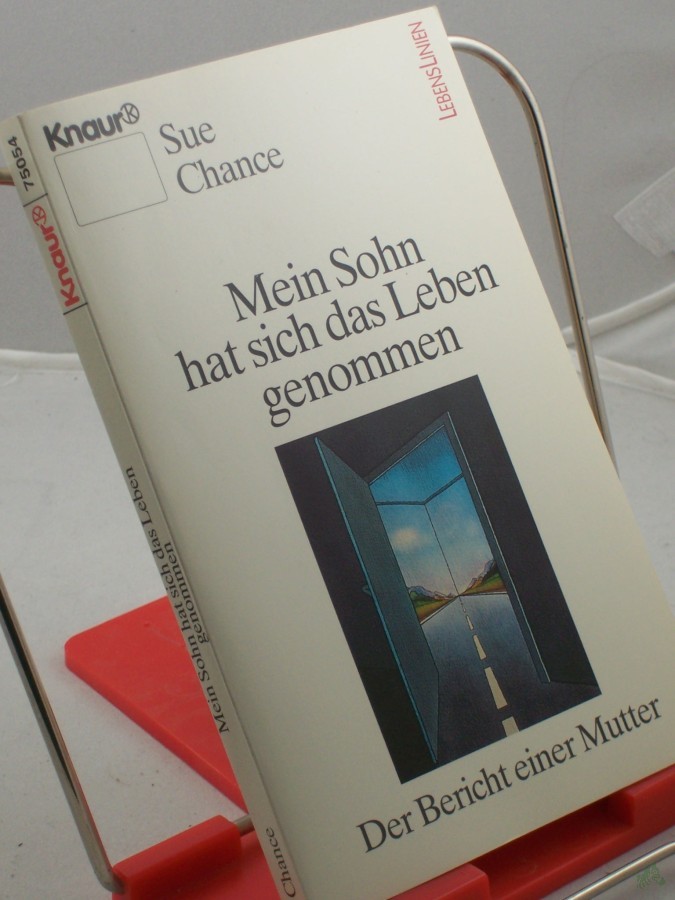 Knaur
Sue
Chance
LEBENSLINIEN
Mein Sohn
hat sich das Leben
genommen
Der Bericht einer Mutter
75054
Knaur
Mein Sohn hat sich das Leben
genommen
Chance